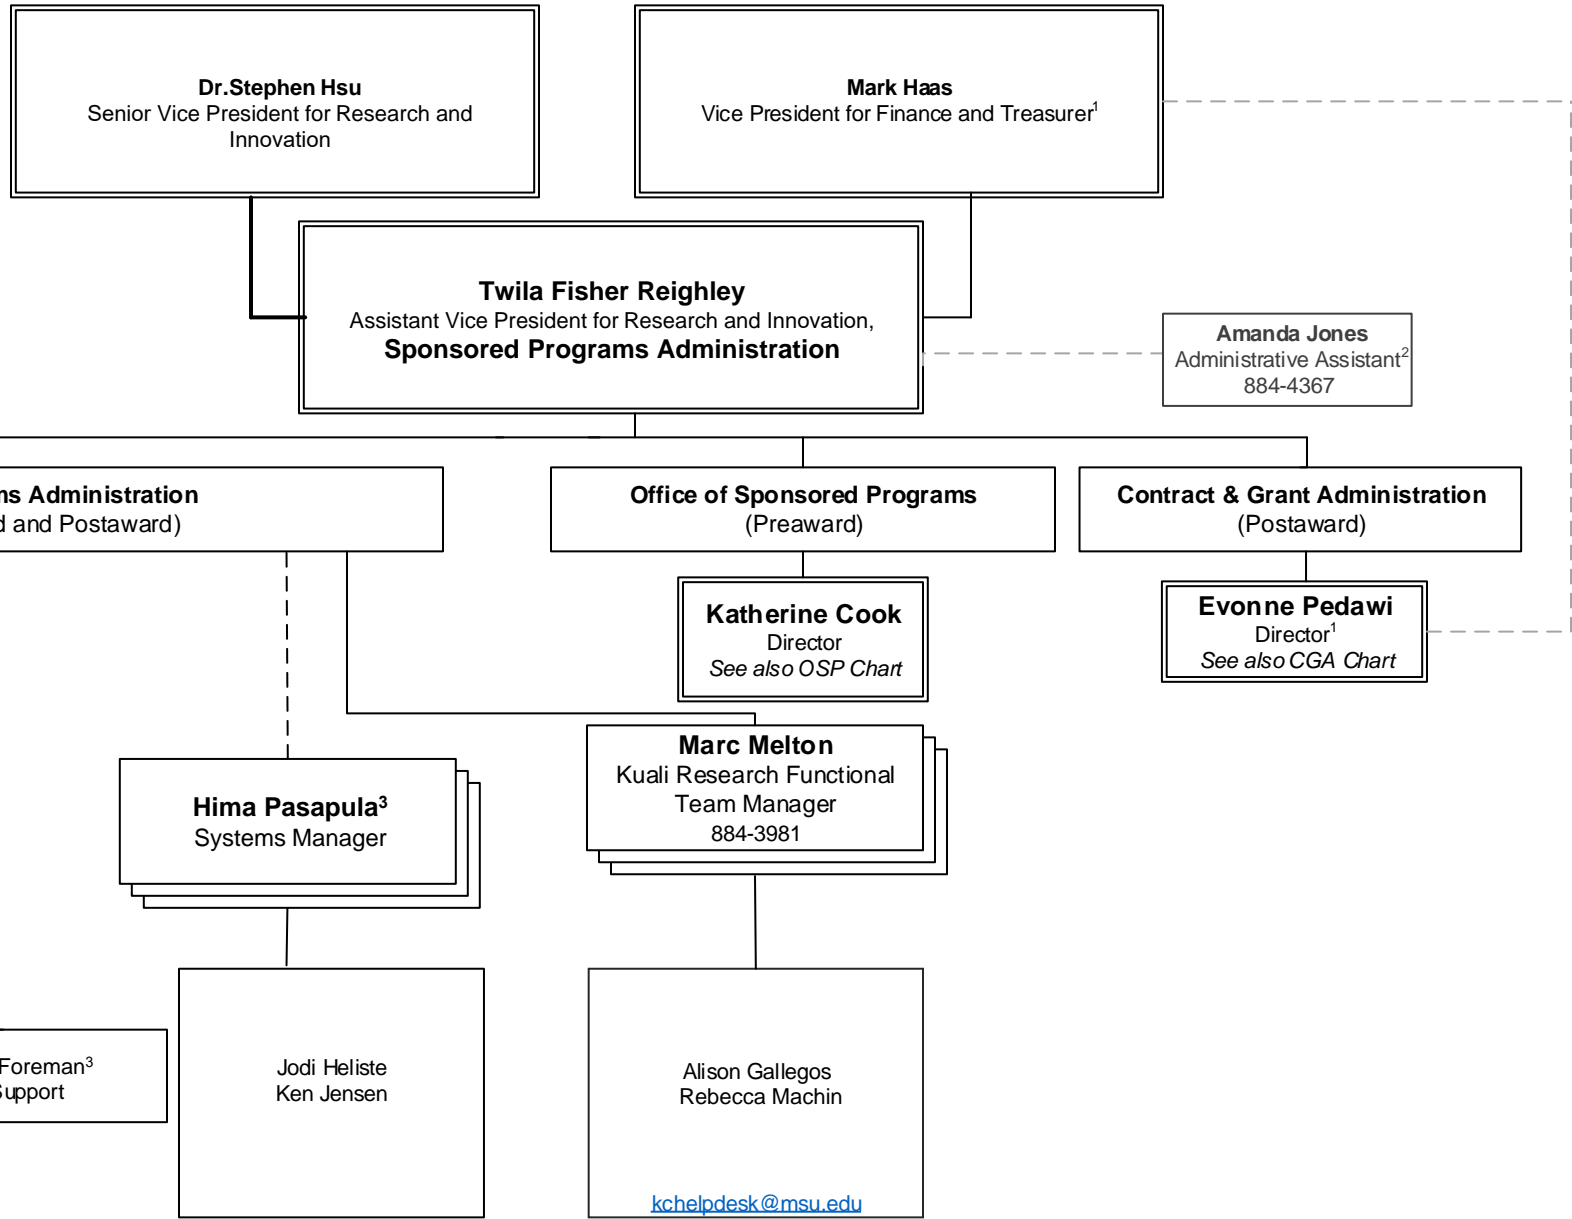 Dr.Stephen Hsu
Senior Vice President for Research and
Innovation
Mark Haas
Vice President for Finance and Treasurer¹
Twila Fisher Reighley
Assistant Vice President for Research and Innovation,
Sponsored Programs Administration
Amanda Jones
Administrative Assistant²
884-4367
Administration
and Postaward)
Office of Sponsored Programs
(Preaward)
Contract & Grant Administration
(Postaward)
Katherine Cook
Director
See also OSP Chart
Evonne Pedawi
Director¹
See also CGA Chart
Hima Pasapula³
Systems Manager
Marc Melton
Kuali Research Functional
Team Manager
884-3981
Foreman³
Support
Jodi Heliste
Ken Jensen
Alison Gallegos
Rebecca Machin
kchelpdesk@msu.edu